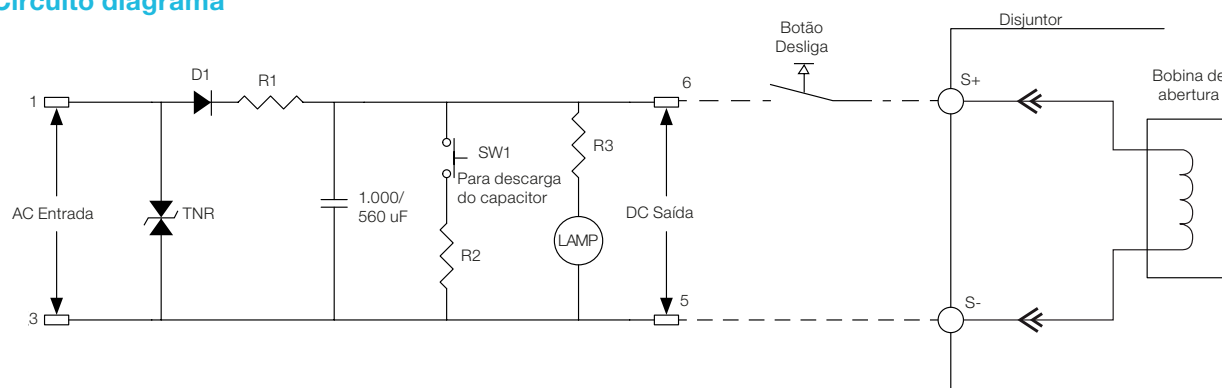 Circuito diagrama
Disjuntor
Botão
Desliga
Bobina de
abertura
D1
R1
6
S+
1
SW1
Para descarga
do capacitor
R3
1.000/
560 uF
AC Entrada
TNR
DC Saída
LAMP
R2
5
S-
3